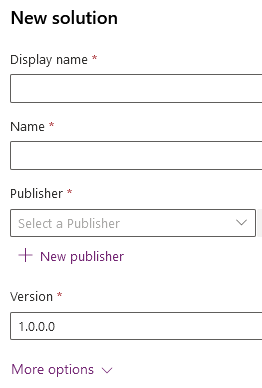 New solution
Display name *
Name *
Publisher *
Select a Publisher
New publisher
Version *
1.0.0.0
More options